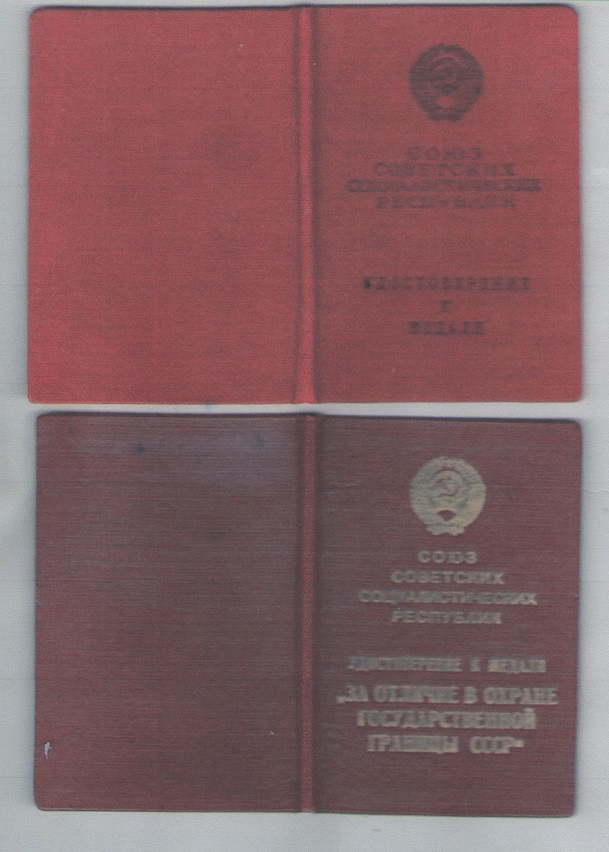 СОЮЗ
СОВЕТСКИХ
СОЦИАЛИСТИЧЕСКИХ
РЕСПУБЛИК
УДОСТОВЕРЕНИЕ
К
МЕДАЛИ
СОЮЗ
СОВЕТСКИХ
СОЦИАЛИСТИЧЕСКИХ
РЕСПУБЛИК
УДОСТОВЕРЕНИЕ К МЕДАЛИ
„ЗА ОТЛИЧИЕ В ОХРАНЕ
ГОСУДАРСТВЕННОЙ
ГРАНИЦЫ СССР“